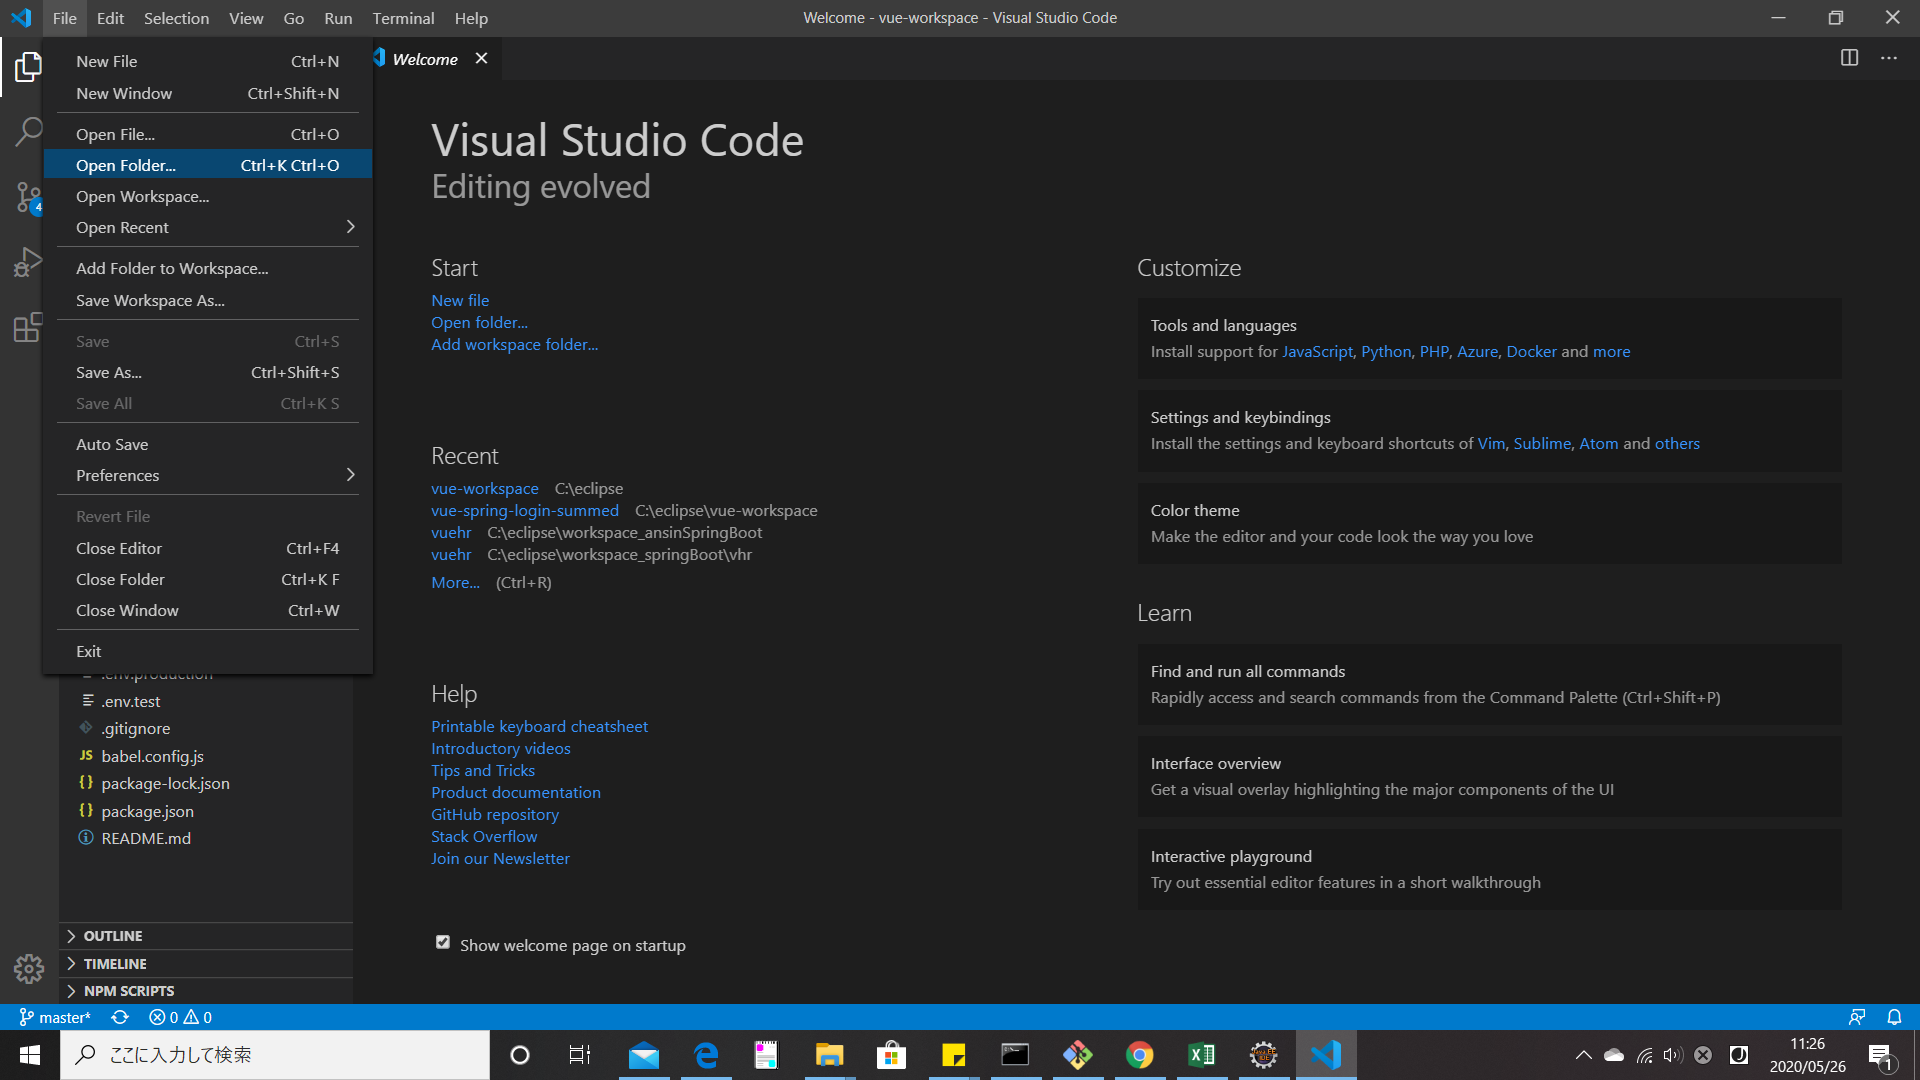 File Edit Selection View Go Run Terminal Help
Welcome - vue-workspace - Visual Studio Code
New File Ctrl+N
New Window Ctrl+Shift+N
Open File... Ctrl+O
Open Folder... Ctrl+K Ctrl+O
Open Workspace...
Open Recent
Add Folder to Workspace...
Save Workspace As...
Save Ctrl+S
Save As... Ctrl+Shift+S
Save All Ctrl+K S
Auto Save
Preferences
Revert File
Close Editor Ctrl+F4
Close Folder Ctrl+K F
Close Window Ctrl+W
Exit
4
.env.production
.env.test
.gitignore
JS babel.config.js
{} package-lock.json
{} package.json
README.md
OUTLINE
TIMELINE
NPM SCRIPTS
Welcome
Visual Studio Code
Editing evolved
Start
New file
Open folder...
Add workspace folder...
Recent
vue-workspace C:\eclipse
vue-spring-login-summed C:\eclipse\vue-workspace
vuehr C:\eclipse\workspace_ansinSpringBoot
vuehr C:\eclipse\workspace_springBoot\vhr
More... (Ctrl+R)
Help
Printable keyboard cheatsheet
Introductory videos
Tips and Tricks
Product documentation
GitHub repository
Stack Overflow
Join our Newsletter
Show welcome page on startup
Customize
Tools and languages
Install support for JavaScript, Python, PHP, Azure, Docker and more
Settings and keybindings
Install the settings and keyboard shortcuts of Vim, Sublime, Atom and others
Color theme
Make the editor and your code look the way you love
Learn
Find and run all commands
Rapidly access and search commands from the Command Palette (Ctrl+Shift+P)
Interface overview
Get a visual overlay highlighting the major components of the UI
Interactive playground
Try out essential editor features in a short walkthrough
master* 0 0
ここに入力して検索
11:26
2020/05/26
1